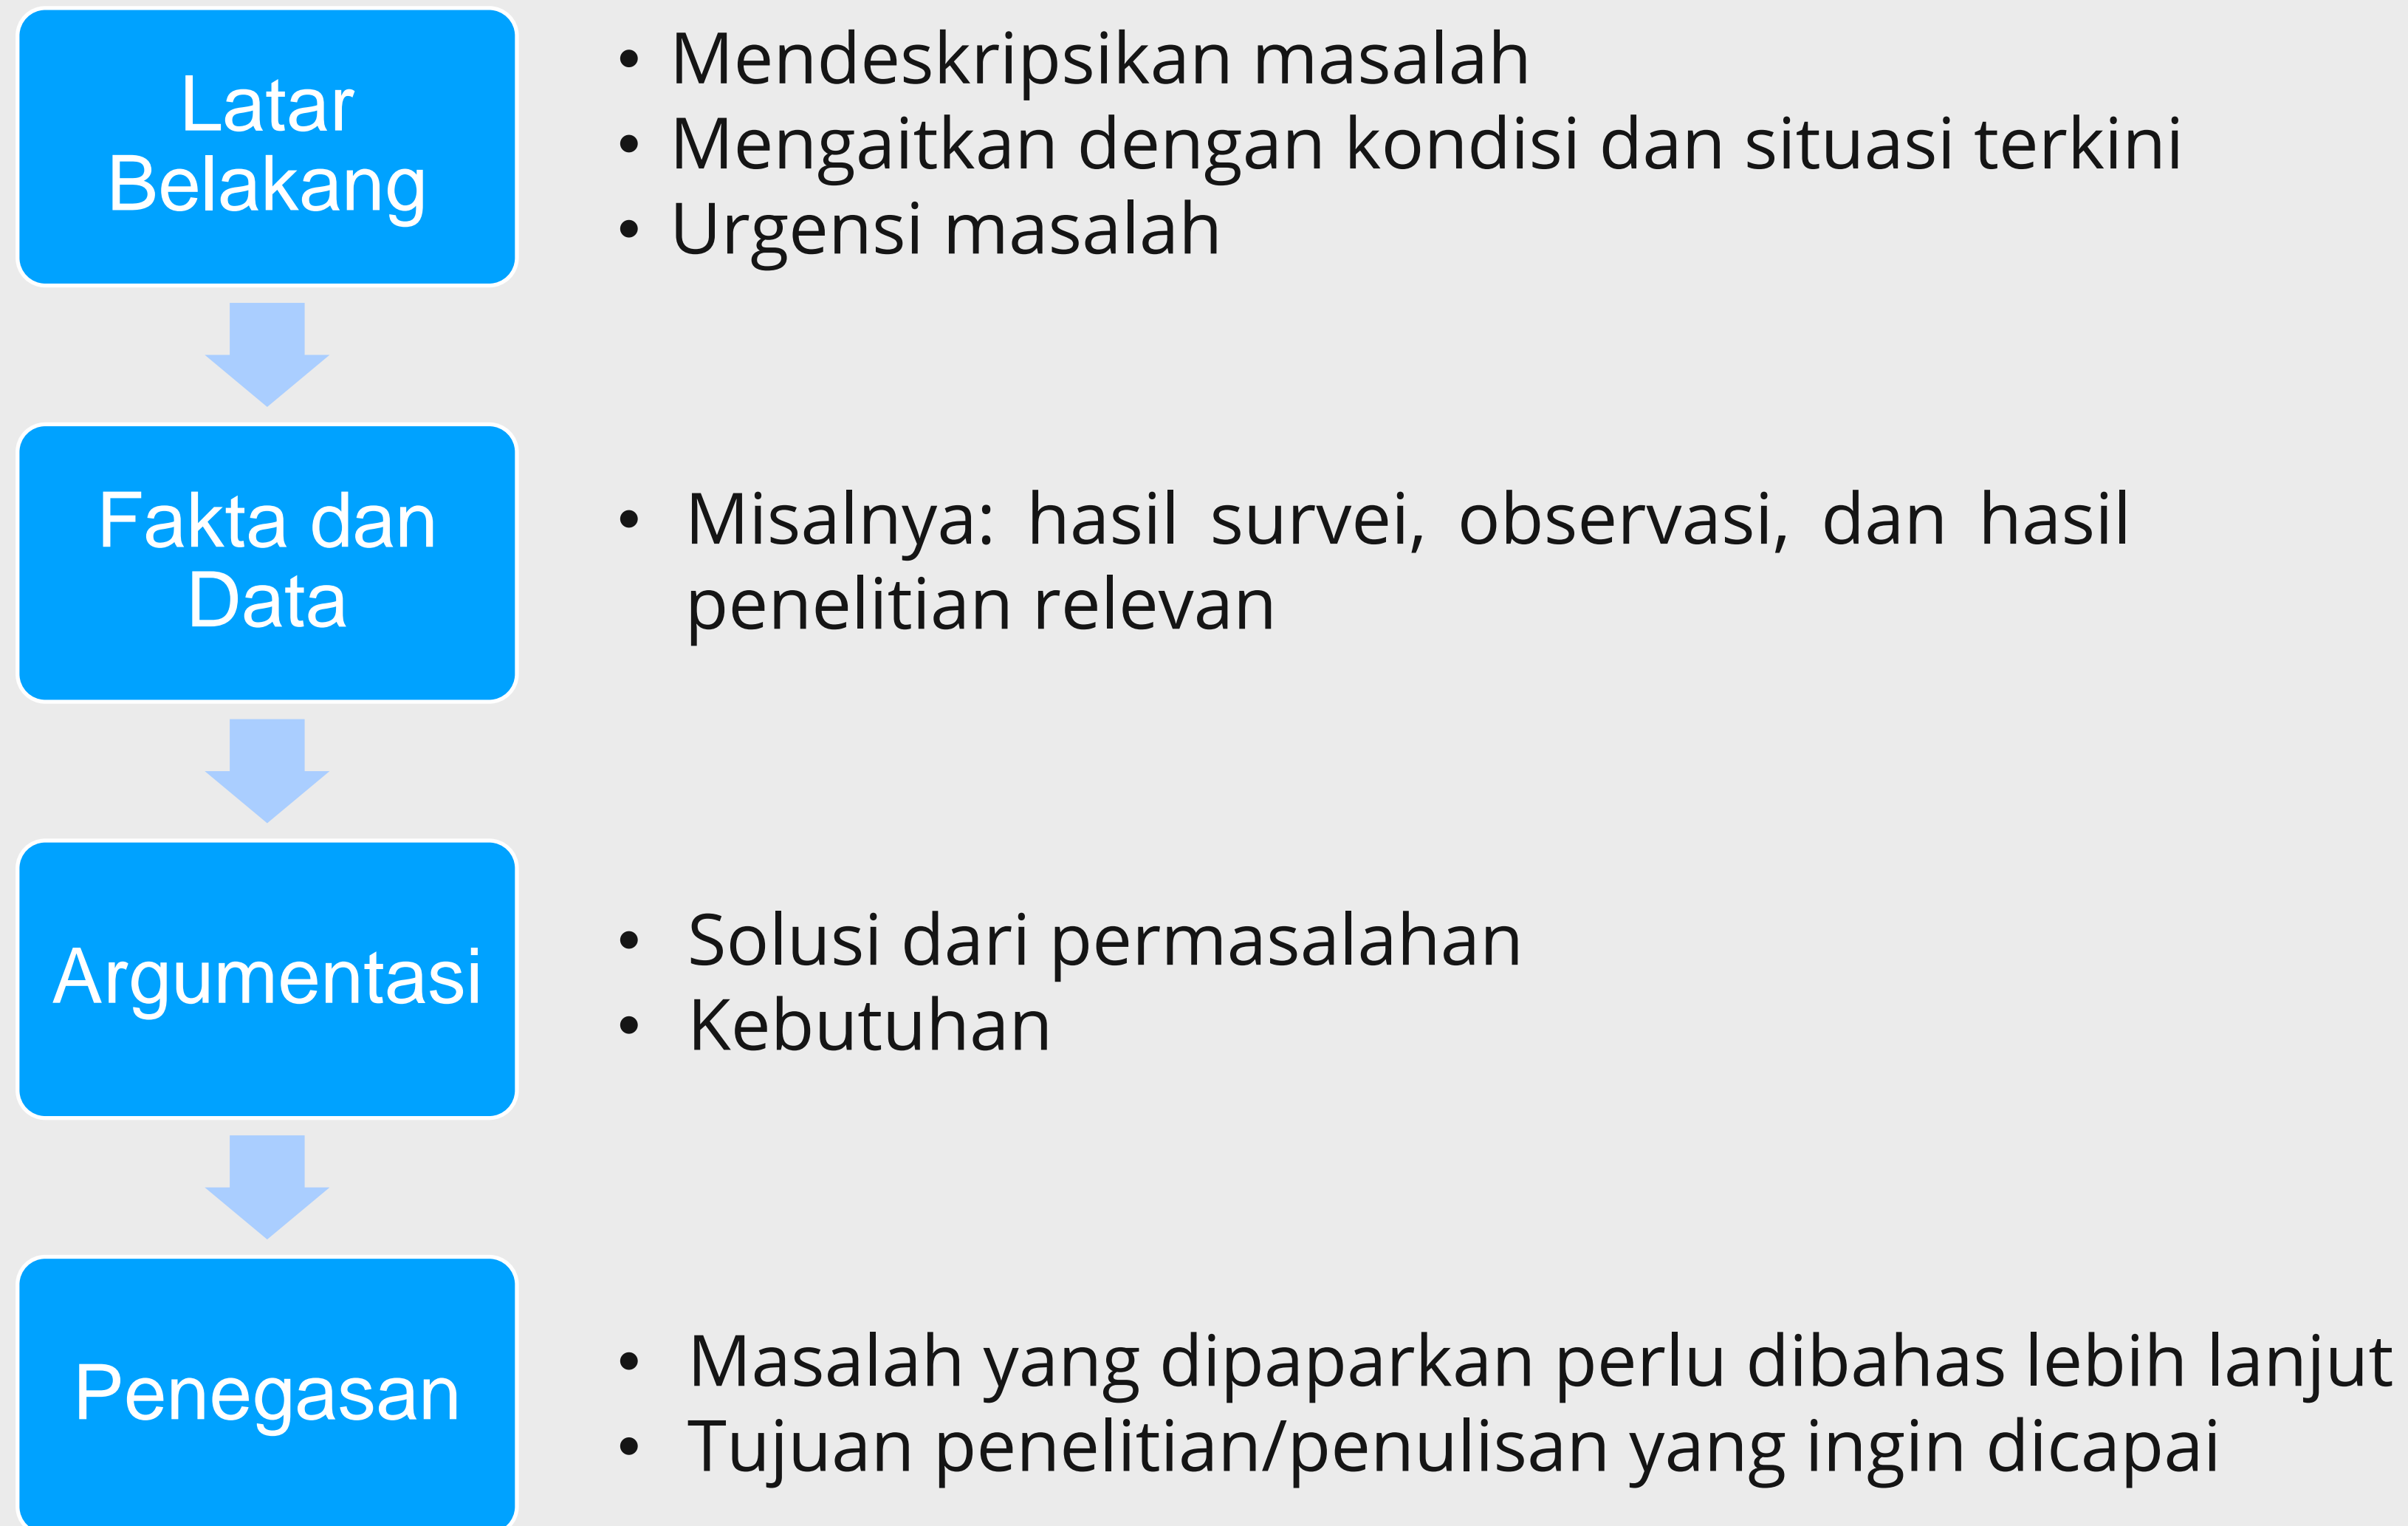 Latar
Belakang
• Mendeskripsikan masalah
• Mengaitkan dengan kondisi dan situasi terkini
• Urgensi masalah
Fakta dan
Data
• Misalnya: hasil survei, observasi, dan hasil
penelitian relevan
Argumentasi
• Solusi dari permasalahan
• Kebutuhan
Penegasan
• Masalah yang dipaparkan perlu dibahas lebih lanjut
• Tujuan penelitian/penulisan yang ingin dicapai